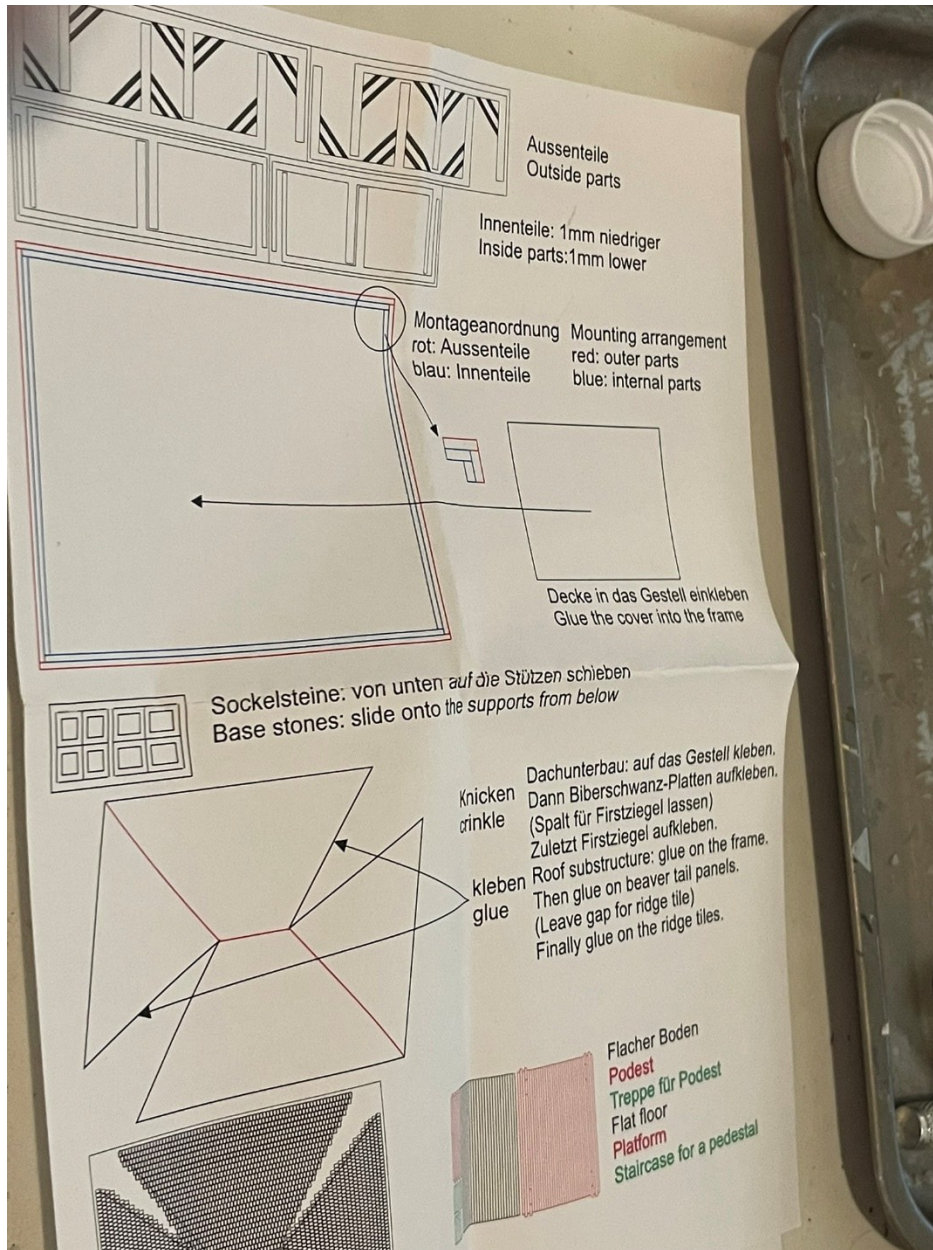 Aussenteile
Outside parts
Innenteile: 1mm niedriger
Inside parts:1mm lower
Montageanordnung
rot: Aussenteile
blau: Innenteile
Mounting arrangement
red: outer parts
blue: internal parts
Decke in das Gestell einkleben
Glue the cover into the frame
Sockelsteine: von unten auf die Stützen schieben
Base stones: slide onto the supports from below
Knicken
crinkle
kleben
glue
Dachunterbau: auf das Gestell kleben.
Dann Biberschwanz-Platten aufkleben.
(Spalt für Firstziegel lassen)
Zuletzt Firstziegel aufkleben.
Roof substructure: glue on the frame.
Then glue on beaver tail panels.
(Leave gap for ridge tile)
Finally glue on the ridge tiles.
Flacher Boden
Podest
Treppe für Podest
Flat floor
Platform
Staircase for a pedestal